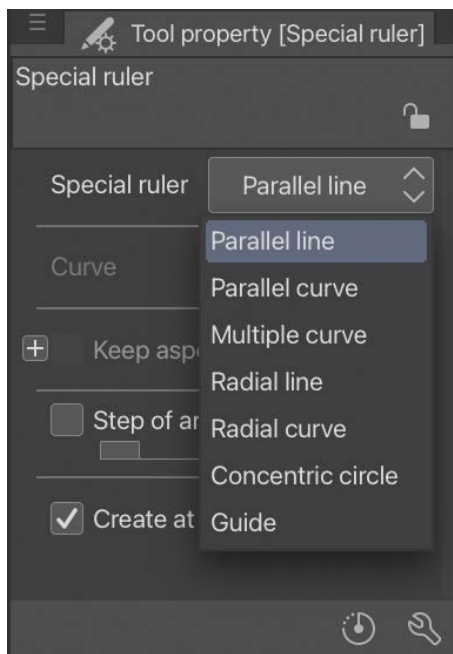 Tool property [Special ruler]
Special ruler
Special ruler Parallel line
Parallel line
Curve
Parallel curve
Multiple curve
Keep asp
Radial line
Step of an
Radial curve
Concentric circle
Create at
Guide